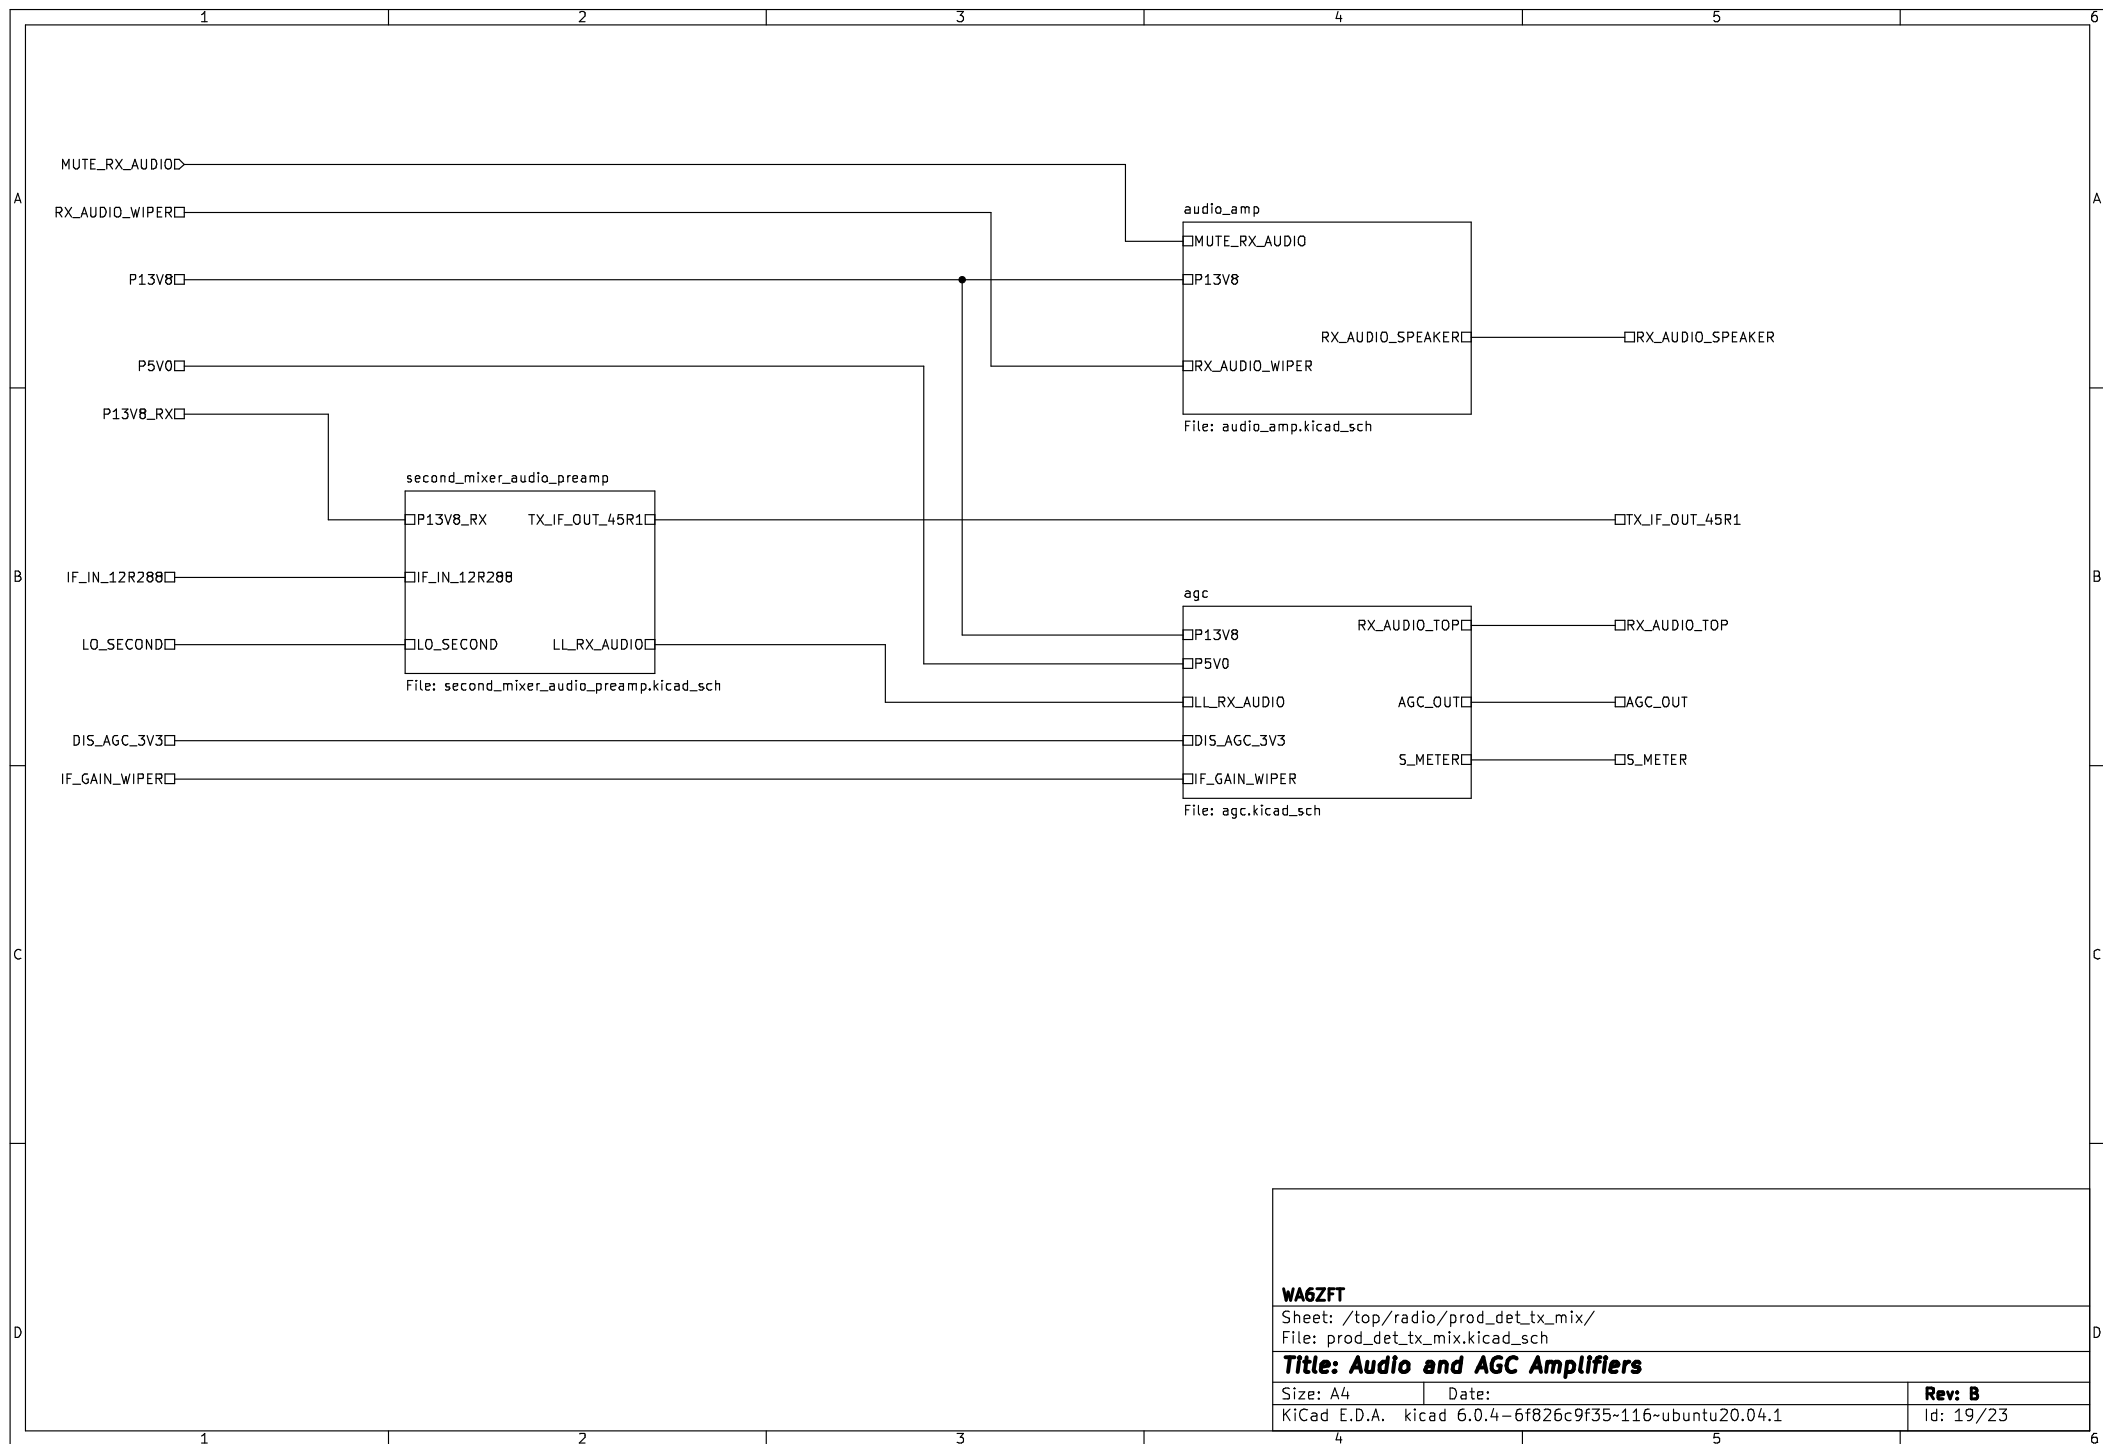 1 2 3 4 5 6
MUTE_RX_AUDIO
A A
RX_AUDIO_WIPER
audio_amp
MUTE_RX_AUDIO
P13V8
P13V8
RX_AUDIO_SPEAKER
RX_AUDIO_SPEAKER
P5V0
RX_AUDIO_WIPER
P13V8_RX
File: audio_amp.kicad_sch
second_mixer_audio_preamp
P13V8_RX
TX_IF_OUT_45R1
TX_IF_OUT_45R1
B B
IF_IN_12R288
IF_IN_12R288
agc
RX_AUDIO_TOP
RX_AUDIO_TOP
P13V8
LO_SECOND
LO_SECOND
LL_RX_AUDIO
P5V0
File: second_mixer_audio_preamp.kicad_sch
LL_RX_AUDIO
AGC_OUT
AGC_OUT
DIS_AGC_3V3
DIS_AGC_3V3
S_METER
S_METER
IF_GAIN_WIPER
IF_GAIN_WIPER
File: agc.kicad_sch
C C
WA6ZFT
Sheet: /top/radio/prod_det_tx_mix/
File: prod_det_tx_mix.kicad_sch
D D
Title: Audio and AGC Amplifiers
Size: A4 Date: Rev: B
KiCad E.D.A. kicad 6.0.4-6f826c9f35~116~ubuntu20.04.1 Id: 19/23
1 2 3 4 5 6